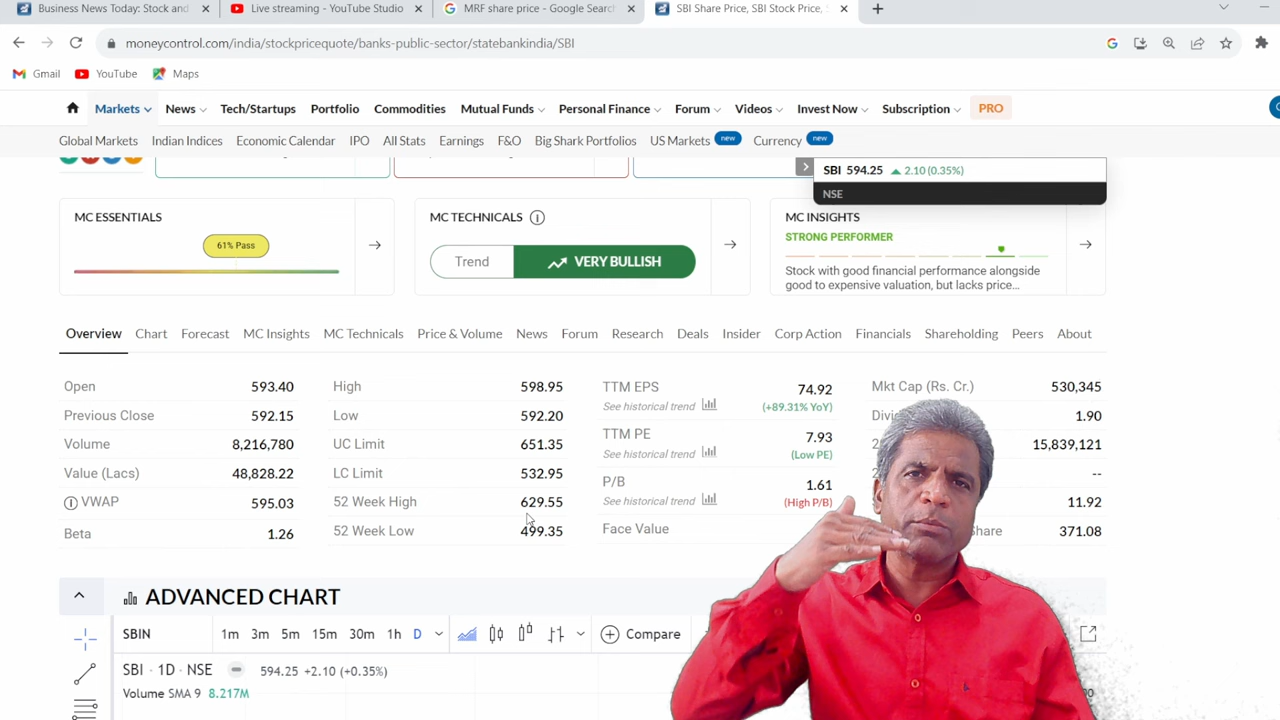 Business News Today: Stock and
Live streaming - YouTube Studio
MRF share price - Google Search
SBI Share Price, SBI Stock Price, S
moneycontrol.com/india/stockpricequote/banks-public-sector/statebankindia/SBI
Gmail YouTube Maps
Markets News Tech/Startups Portfolio Commodities Mutual Funds Personal Finance Forum Videos Invest Now Subscription PRO
Global Markets Indian Indices Economic Calendar IPO All Stats Earnings F&O Big Shark Portfolios US Markets new Currency new
SBI 594.25 2.10 (0.35%)
NSE
MC ESSENTIALS
61% Pass
MC TECHNICALS
Trend VERY BULLISH
MC INSIGHTS
STRONG PERFORMER
Stock with good financial performance alongside
good to expensive valuation, but lacks price...
Overview Chart Forecast MC Insights MC Technicals Price & Volume News Forum Research Deals Insider Corp Action Financials Shareholding Peers About
Open 593.40
Previous Close 592.15
Volume 8,216,780
Value (Lacs) 48,828.22
VWAP 595.03
Beta 1.26
High 598.95
Low 592.20
UC Limit 651.35
LC Limit 532.95
52 Week High 629.55
52 Week Low 499.35
TTM EPS 74.92
See historical trend (+89.31% YoY)
TTM PE 7.93
See historical trend (Low PE)
P/B 1.61
See historical trend (High P/B)
Face Value
Mkt Cap (Rs. Cr.) 530,345
1.90
15,839,121
--
11.92
Share 371.08
ADVANCED CHART
SBIN 1m 3m 5m 15m 30m 1h D Compare
SBI · 1D · NSE 594.25 +2.10 (+0.35%)
Volume SMA 9 8.217M